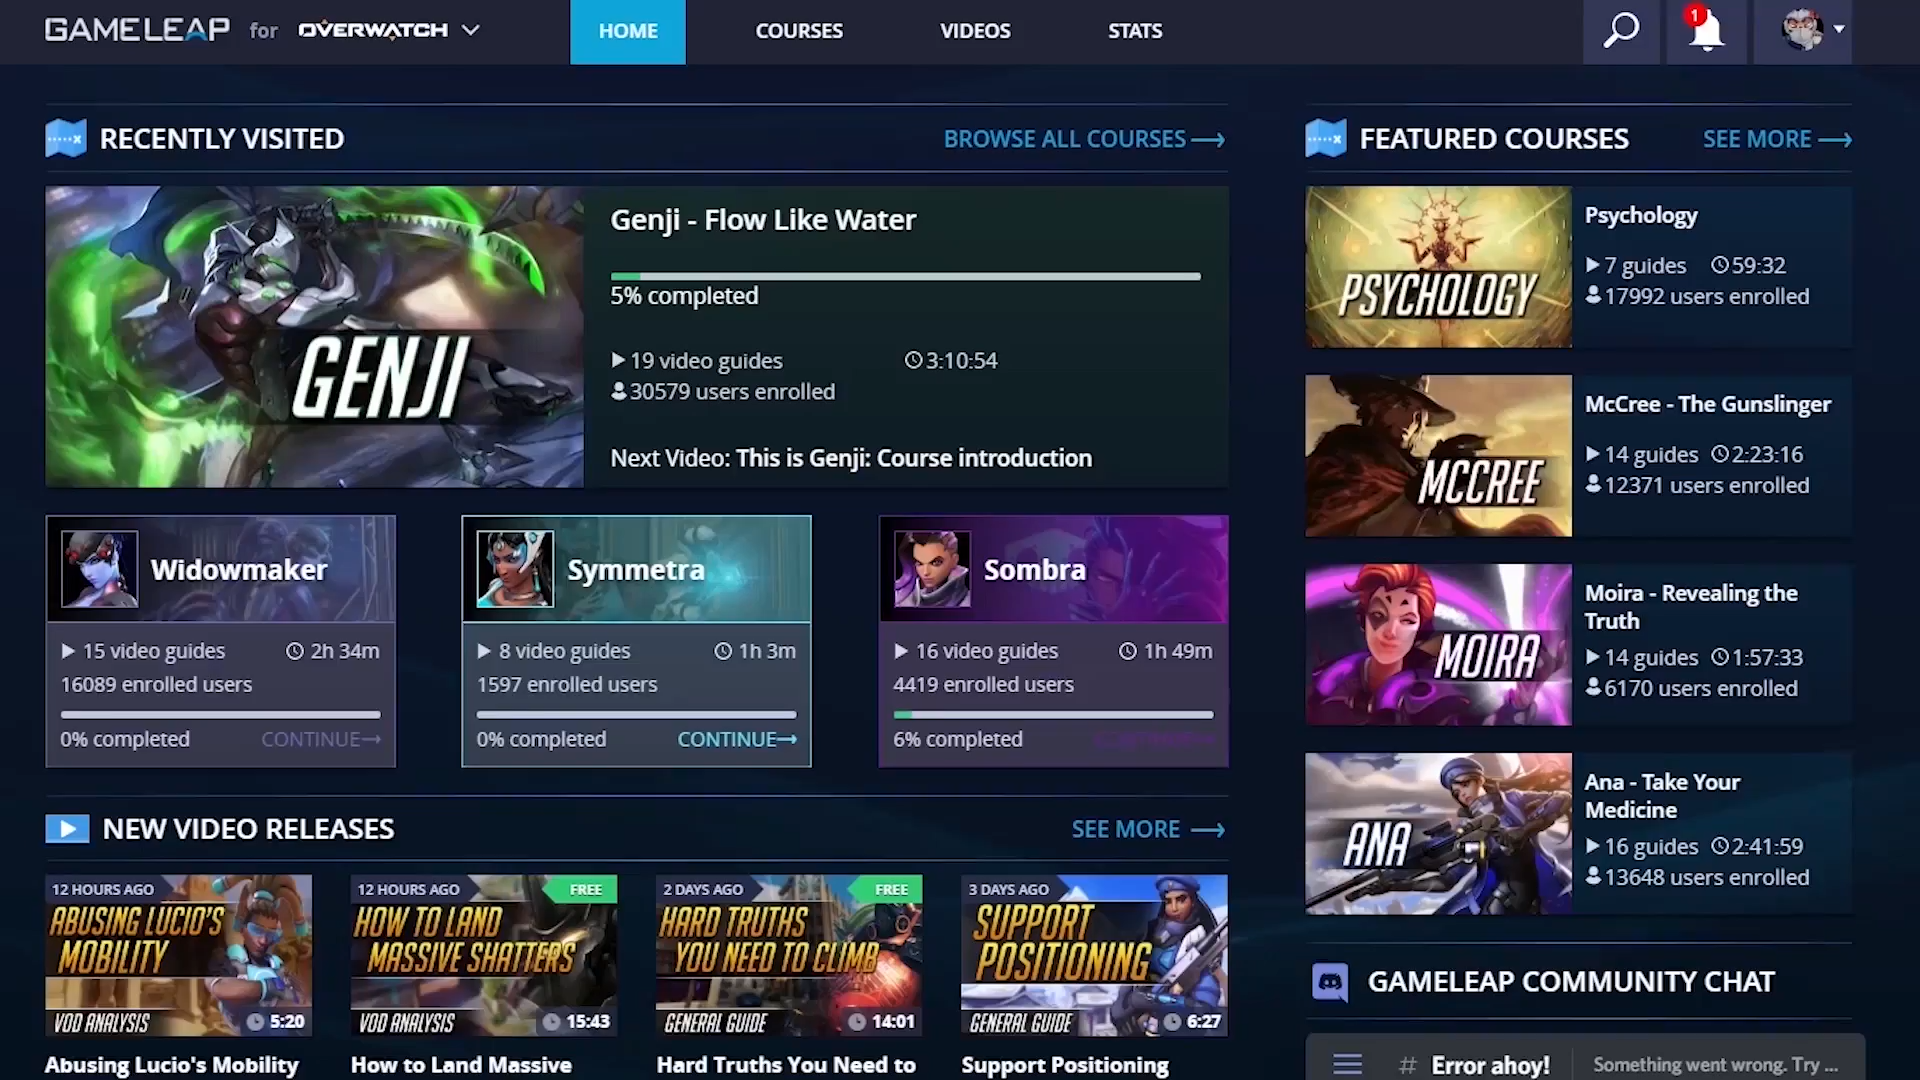 GAMELEAP for OVERWATCH
HOME
COURSES
VIDEOS
STATS
1
RECENTLY VISITED
BROWSE ALL COURSES
GENJI
Genji - Flow Like Water
5% completed
19 video guides
3:10:54
30579 users enrolled
Next Video: This is Genji: Course introduction
Widowmaker
15 video guides
2h 34m
16089 enrolled users
0% completed
CONTINUE
Symmetra
8 video guides
1h 3m
1597 enrolled users
0% completed
CONTINUE
Sombra
16 video guides
1h 49m
4419 enrolled users
6% completed
CONTINUE
NEW VIDEO RELEASES
SEE MORE
12 HOURS AGO
ABUSING LUCIO'S
MOBILITY
VOD ANALYSIS
5:20
Abusing Lucio's Mobility
12 HOURS AGO
FREE
HOW TO LAND
MASSIVE SHATTERS
VOD ANALYSIS
15:43
How to Land Massive
2 DAYS AGO
FREE
HARD TRUTHS
YOU NEED TO CLIMB
GENERAL GUIDE
14:01
Hard Truths You Need to
3 DAYS AGO
SUPPORT
POSITIONING
GENERAL GUIDE
6:27
Support Positioning
FEATURED COURSES
SEE MORE
PSYCHOLOGY
Psychology
7 guides
59:32
17992 users enrolled
MCCREE
McCree - The Gunslinger
14 guides
2:23:16
12371 users enrolled
MOIRA
Moira - Revealing the
Truth
14 guides
1:57:33
6170 users enrolled
ANA
Ana - Take Your
Medicine
16 guides
2:41:59
13648 users enrolled
GAMELEAP COMMUNITY CHAT
# Error ahoy!
Something went wrong. Try ...